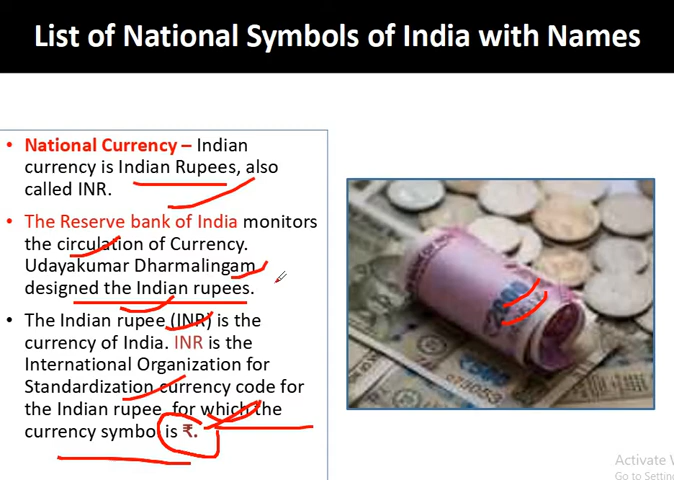 List of National Symbols of India with Names
• National Currency – Indian
currency is Indian Rupees, also
called INR.
• The Reserve bank of India monitors
the circulation of Currency.
Udayakumar Dharmalingam
designed the Indian rupees.
• The Indian rupee (INR) is the
currency of India. INR is the
International Organization for
Standardization currency code for
the Indian rupee, for which the
currency symbol is ₹.
Activate
Go to Settin